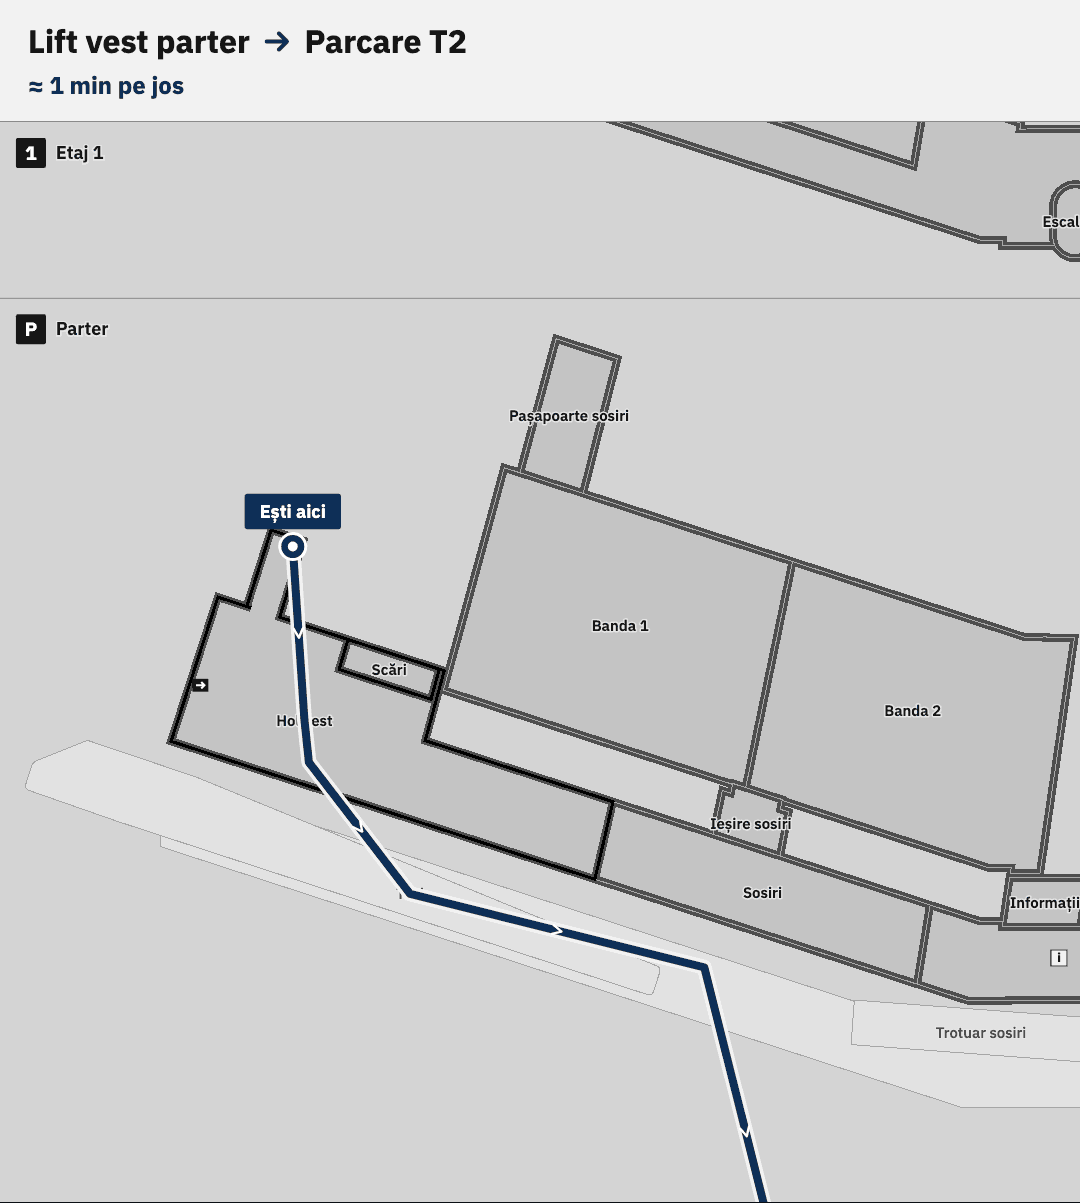 Lift vest parter → Parcare T2
≈ 1 min pe jos
1 Etaj 1
Escal
P Parter
Pașapoarte sosiri
Ești aici
Banda 1
Scări
Banda 2
Ieșire sosiri
Sosiri
Informații
i
Trotuar sosiri